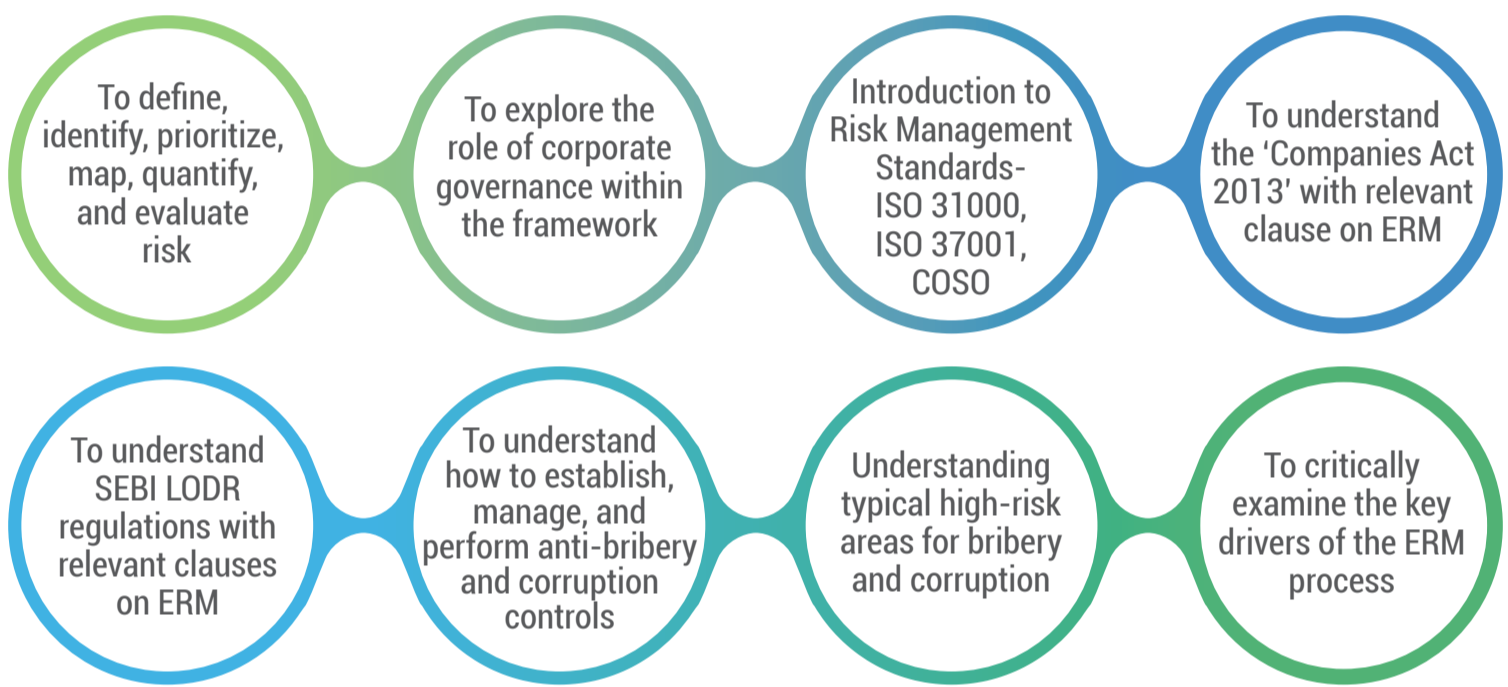 To define,
identify, prioritize,
map, quantify,
and evaluate
risk
To explore the
role of corporate
governance within
the framework
Introduction to
Risk Management
Standards-
ISO 31000,
ISO 37001,
COSO
To understand
the ‘Companies Act
2013’ with relevant
clause on ERM
To understand
SEBI LODR
regulations with
relevant clauses
on ERM
To understand
how to establish,
manage, and
perform anti-bribery
and corruption
controls
Understanding
typical high-risk
areas for bribery
and corruption
To critically
examine the key
drivers of the ERM
process